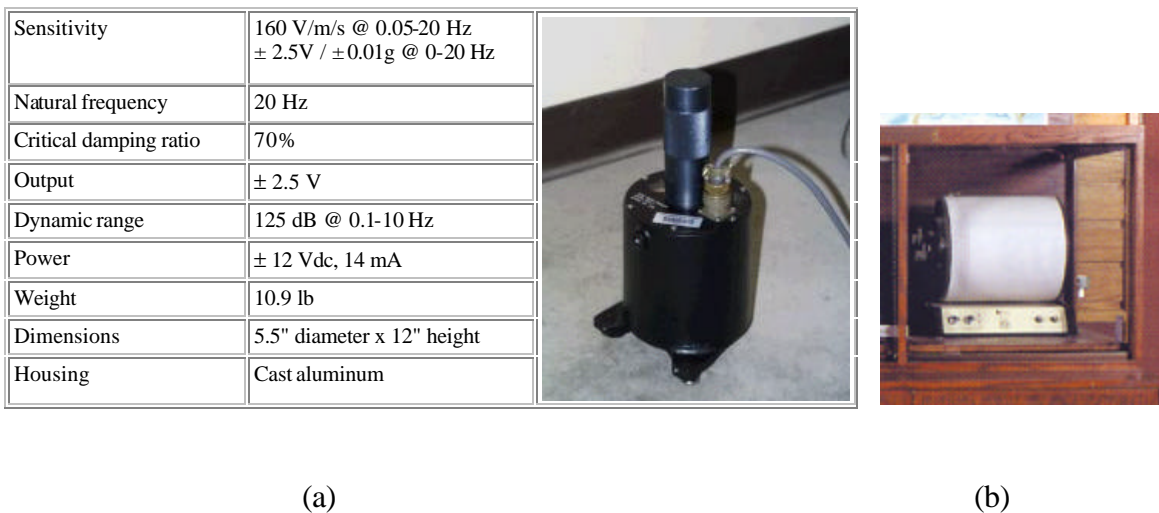 Sensitivity
160 V/m/s @ 0.05-20 Hz
± 2.5V / ±0.01g @ 0-20 Hz
Natural frequency
20 Hz
Critical damping ratio
70%
Output
± 2.5 V
Dynamic range
125 dB @ 0.1-10 Hz
Power
± 12 Vdc, 14 mA
Weight
10.9 lb
Dimensions
5.5" diameter x 12" height
Housing
Cast aluminum
(a)
(b)